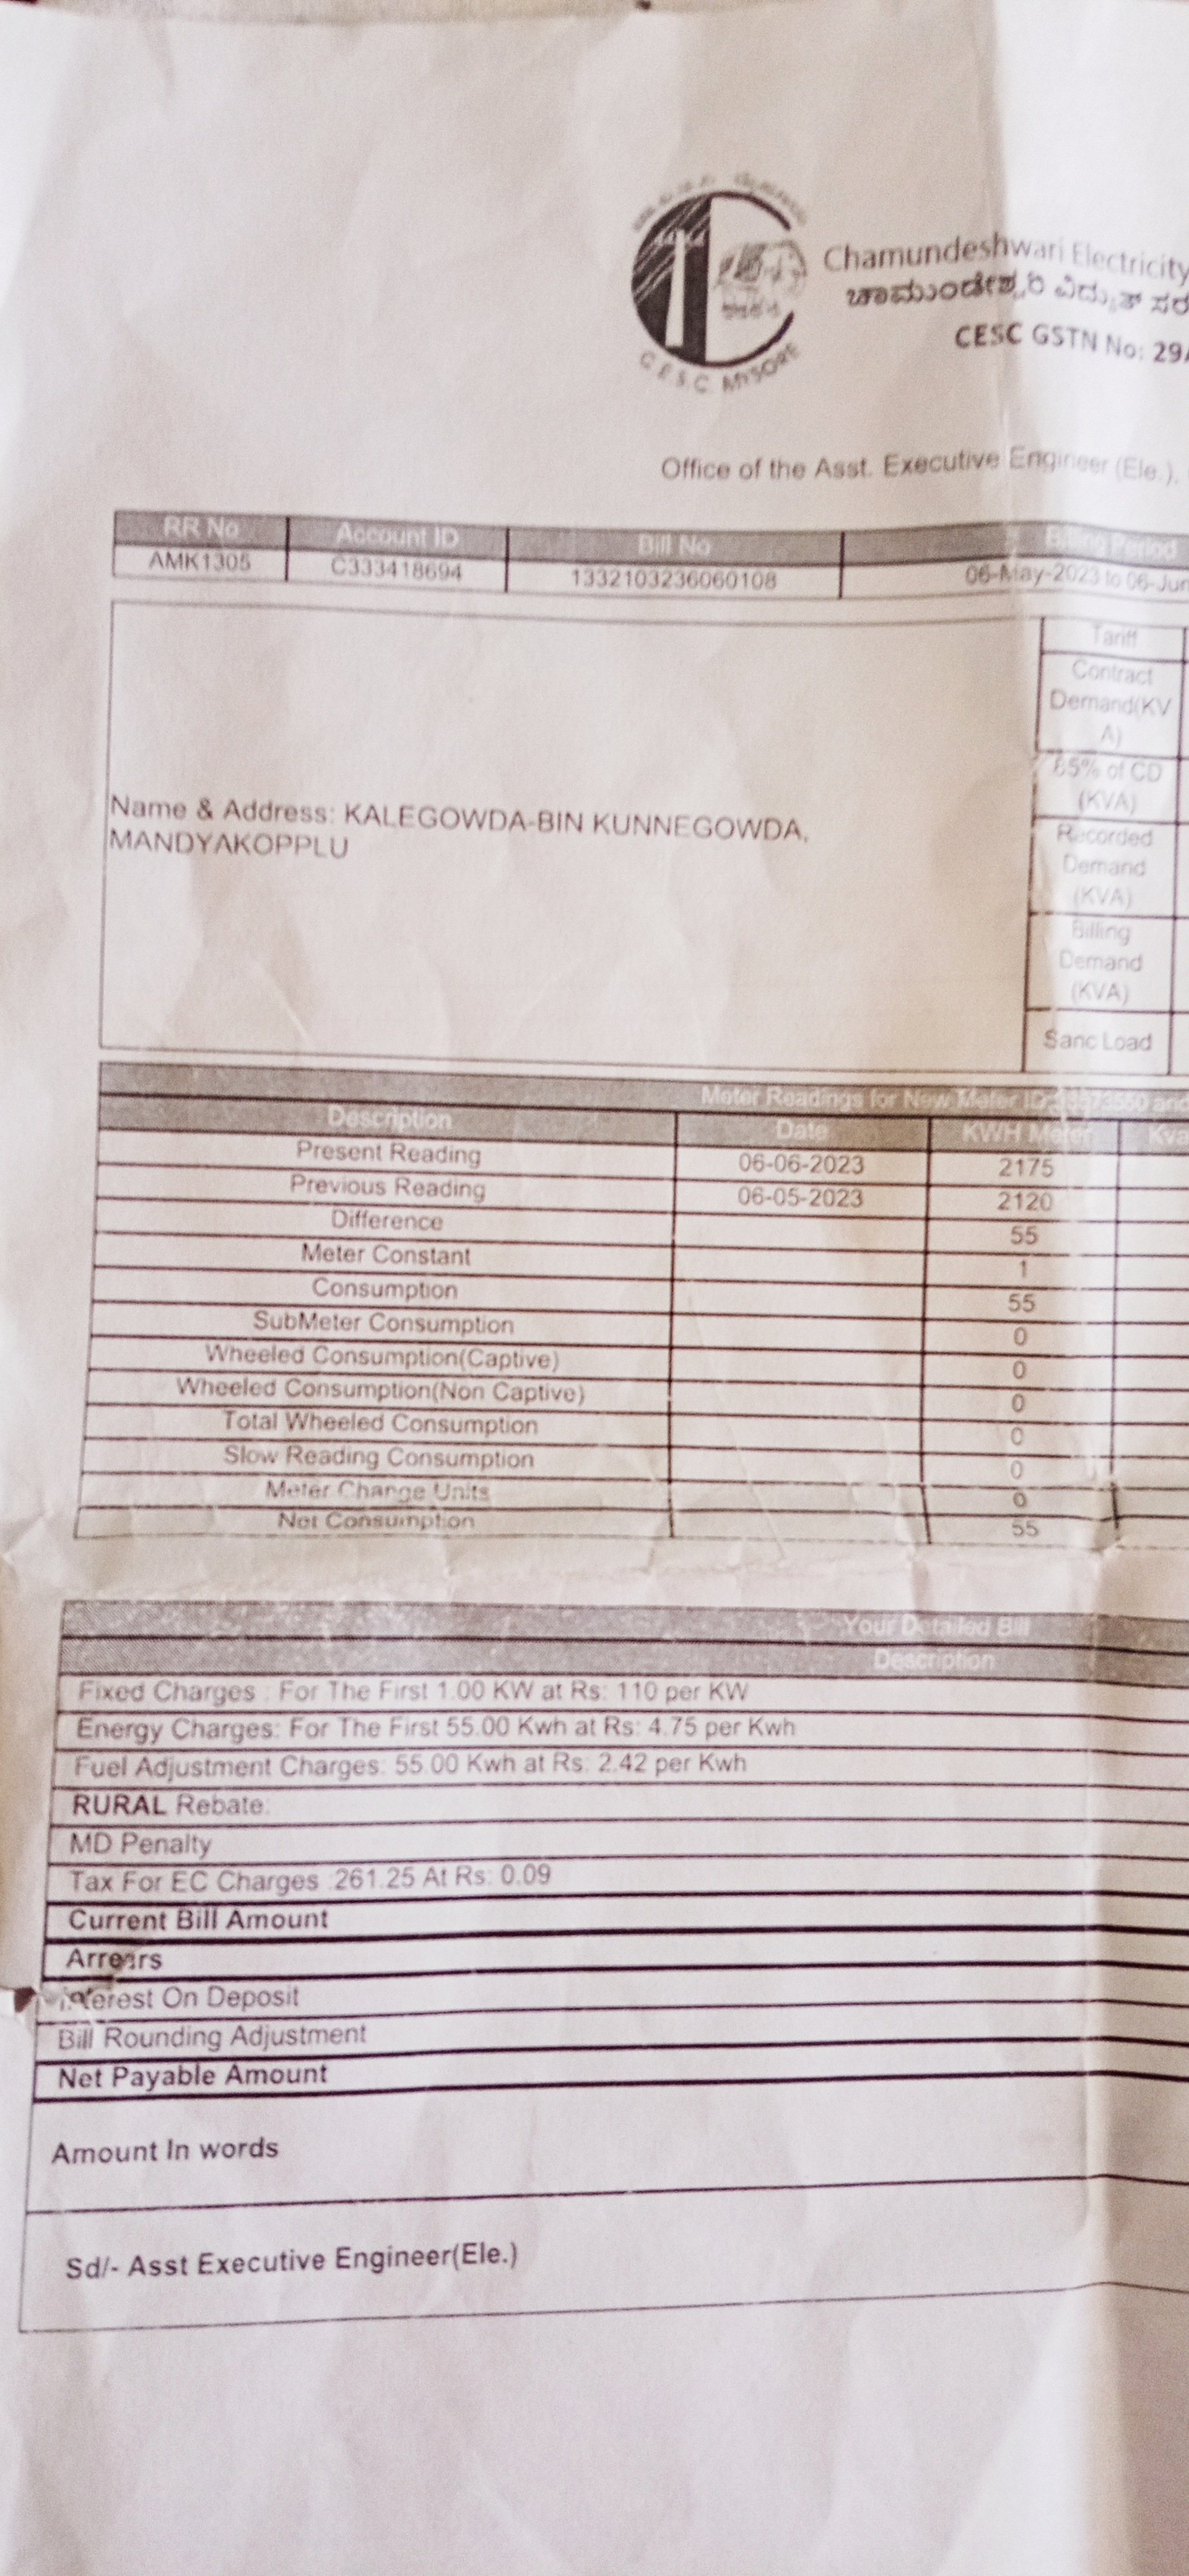 C.E.S.C. MYSORE
Chamundeshwari Electricity
ಚಾಮುಂಡೇಶ್ವರಿ ವಿದ್ಯುತ್ ಸರ
CESC GSTN No: 29
Office of the Asst. Executive Engineer (Ele.),
RR No Account ID Bill No Billing Period
AMK1305 C333418694 1332103236060108 06-May-2023 to 06-Jun
Tariff
Contract
Demand(KV
A)
85% of CD
(KVA)
Name & Address: KALEGOWDA-BIN KUNNEGOWDA,
MANDYAKOPPLU
Recorded
Demand
(KVA)
Billing
Demand
(KVA)
Sanc Load
Meter Readings for New Meter ID: and
Description Date KWH Meter Kva
Present Reading 06-06-2023 2175
Previous Reading 06-05-2023 2120
Difference 55
Meter Constant 1
Consumption 55
SubMeter Consumption 0
Wheeled Consumption(Captive) 0
Wheeled Consumption(Non Captive) 0
Total Wheeled Consumption 0
Slow Reading Consumption 0
Meter Change Units 0
Net Consumption 55
Your Detailed Bill
Description
Fixed Charges : For The First 1.00 KW at Rs: 110 per KW
Energy Charges: For The First 55.00 Kwh at Rs: 4.75 per Kwh
Fuel Adjustment Charges: 55.00 Kwh at Rs: 2.42 per Kwh
RURAL Rebate:
MD Penalty
Tax For EC Charges :261.25 At Rs: 0.09
Current Bill Amount
Arrears
Interest On Deposit
Bill Rounding Adjustment
Net Payable Amount
Amount In words
Sd/- Asst Executive Engineer(Ele.)